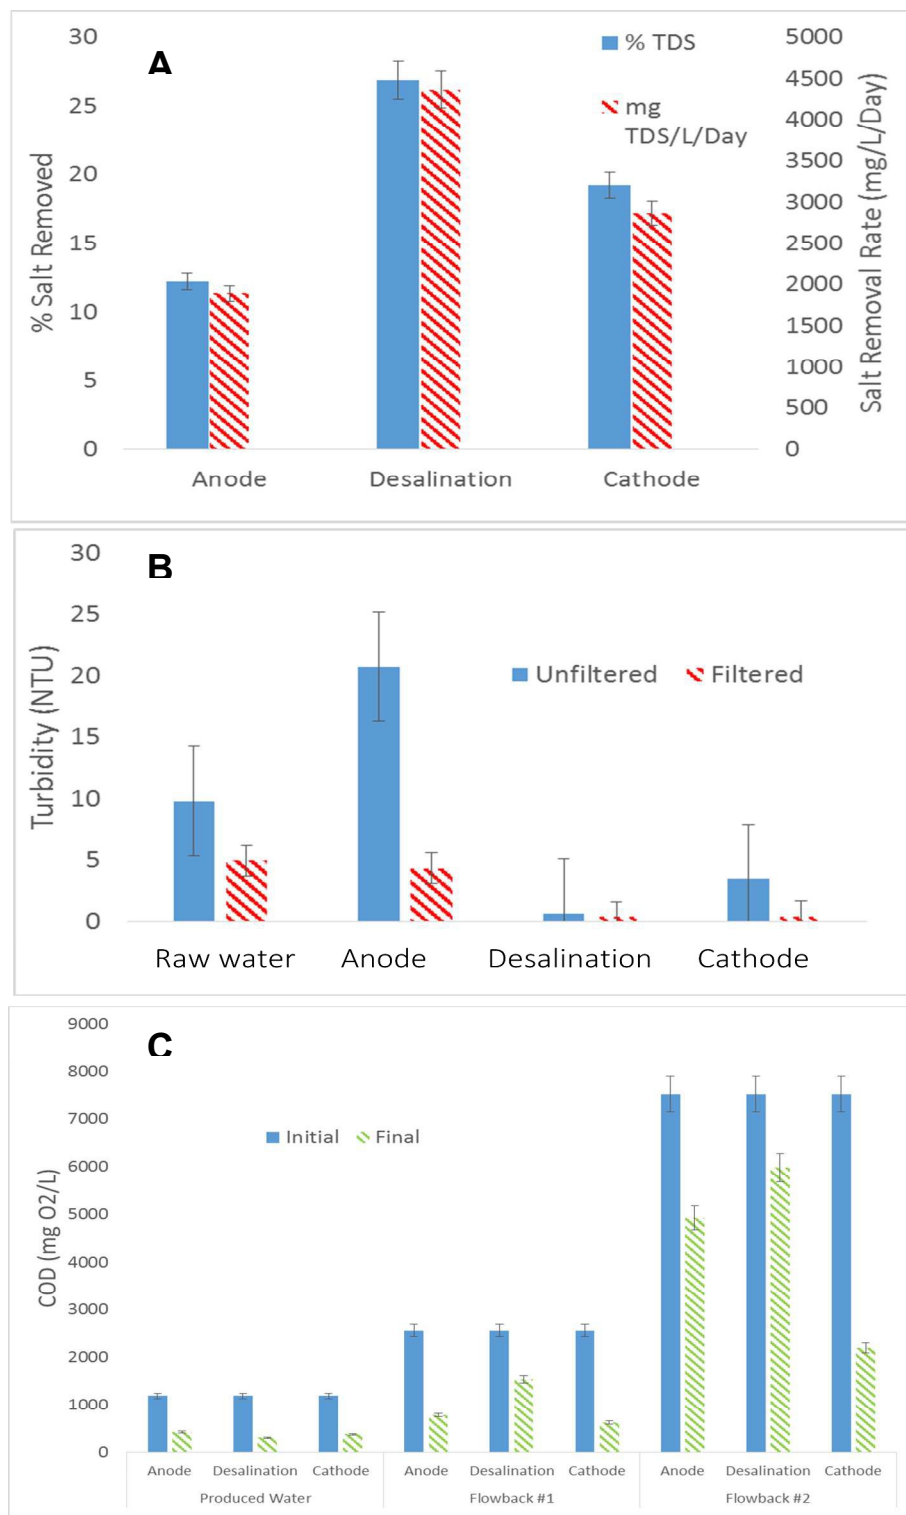 A
30
25
20
15
10
5
0
% Salt Removed
% TDS
mg
TDS/L/Day
5000
4500
4000
3500
3000
2500
2000
1500
1000
500
0
Salt Removal Rate (mg/L/Day)
Anode Desalination Cathode
B
30
25
20
15
10
5
0
Turbidity (NTU)
Unfiltered Filtered
Raw water Anode Desalination Cathode
C
9000
8000
7000
6000
5000
4000
3000
2000
1000
0
COD (mg O2/L)
Initial Final
Anode Desalination Cathode Anode Desalination Cathode Anode Desalination Cathode
Produced Water Flowback #1 Flowback #2